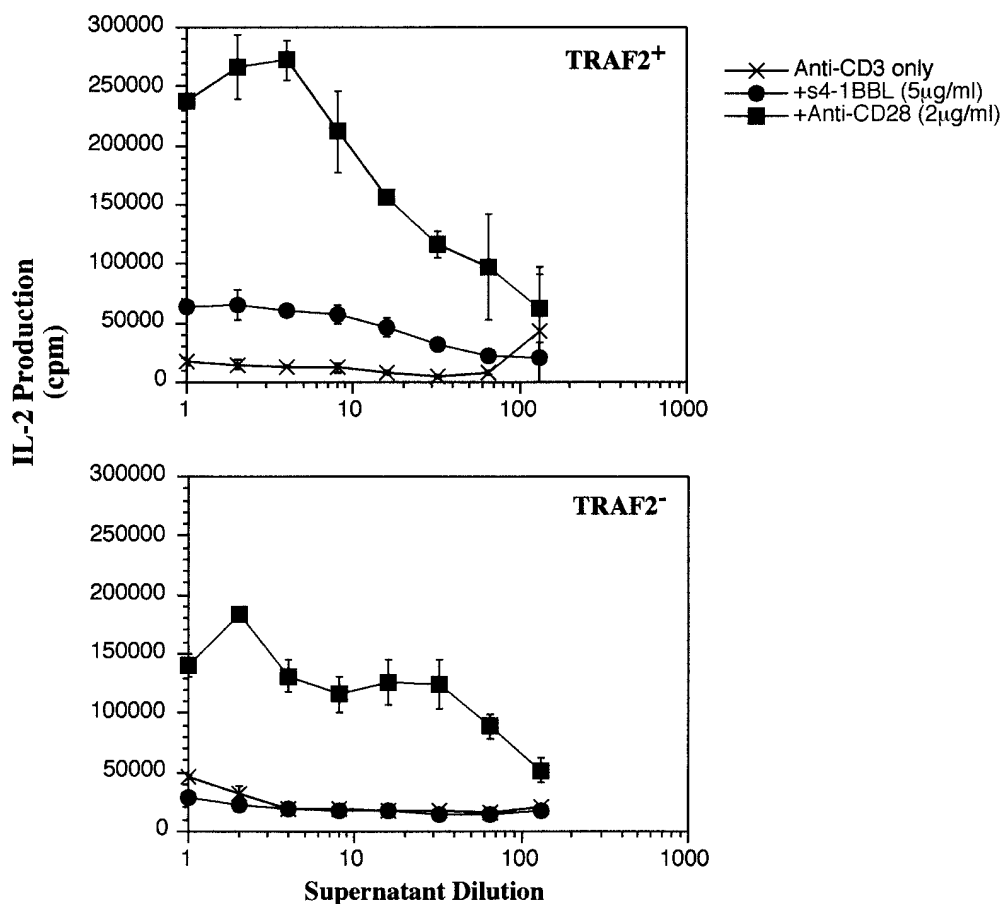 300000
250000
200000
150000
100000
50000
0
1
10
100
1000
TRAF2+
Anti-CD3 only
+s4-1BBL (5µg/ml)
+Anti-CD28 (2µg/ml)
IL-2 Production
(cpm)
300000
250000
200000
150000
100000
50000
0
1
10
100
1000
TRAF2-
Supernatant Dilution